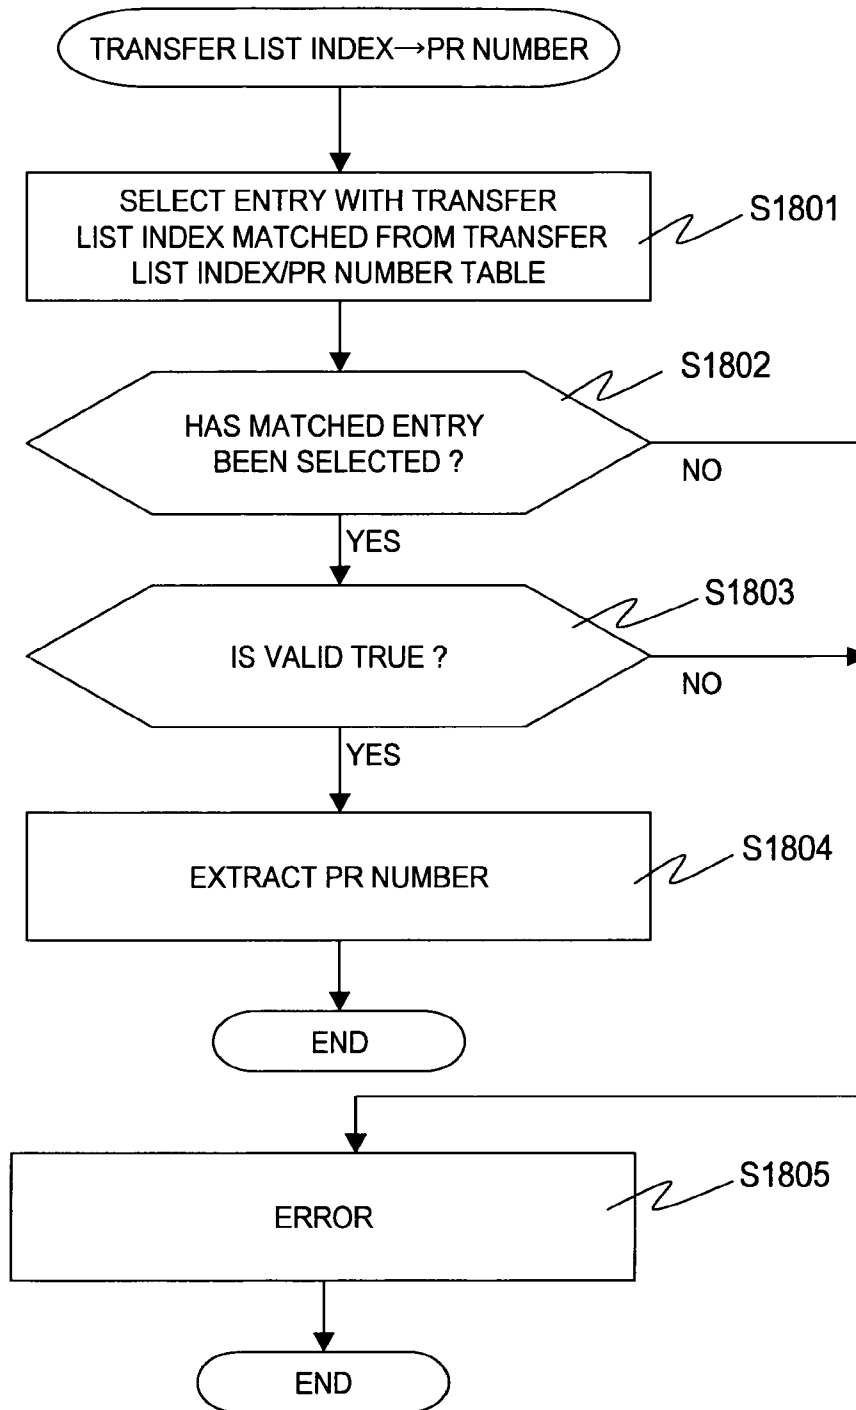 TRANSFER LIST INDEX→PR NUMBER
SELECT ENTRY WITH TRANSFER
LIST INDEX MATCHED FROM TRANSFER
LIST INDEX/PR NUMBER TABLE
S1801
S1802
HAS MATCHED ENTRY
BEEN SELECTED ?
NO
YES
S1803
IS VALID TRUE ?
NO
YES
EXTRACT PR NUMBER
S1804
END
ERROR
S1805
END